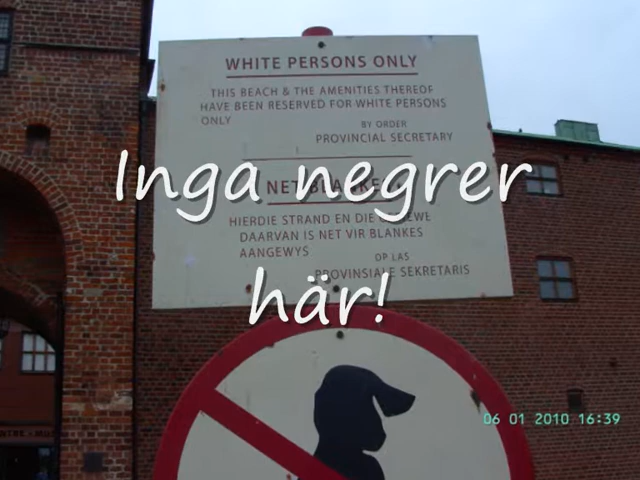 WHITE PERSONS ONLY
THIS BEACH & THE AMENITIES THEREOF
HAVE BEEN RESERVED FOR WHITE PERSONS
ONLY
BY ORDER
PROVINCIAL SECRETARY
Inga negrer
NET BLANKES
HIERDIE STRAND EN DIE
DAARVAN IS NET VIR BLANKES
AANGEWYS
OP LAS
PROVINSIALE SEKRETARIS
här!
06 01 2010 16:39